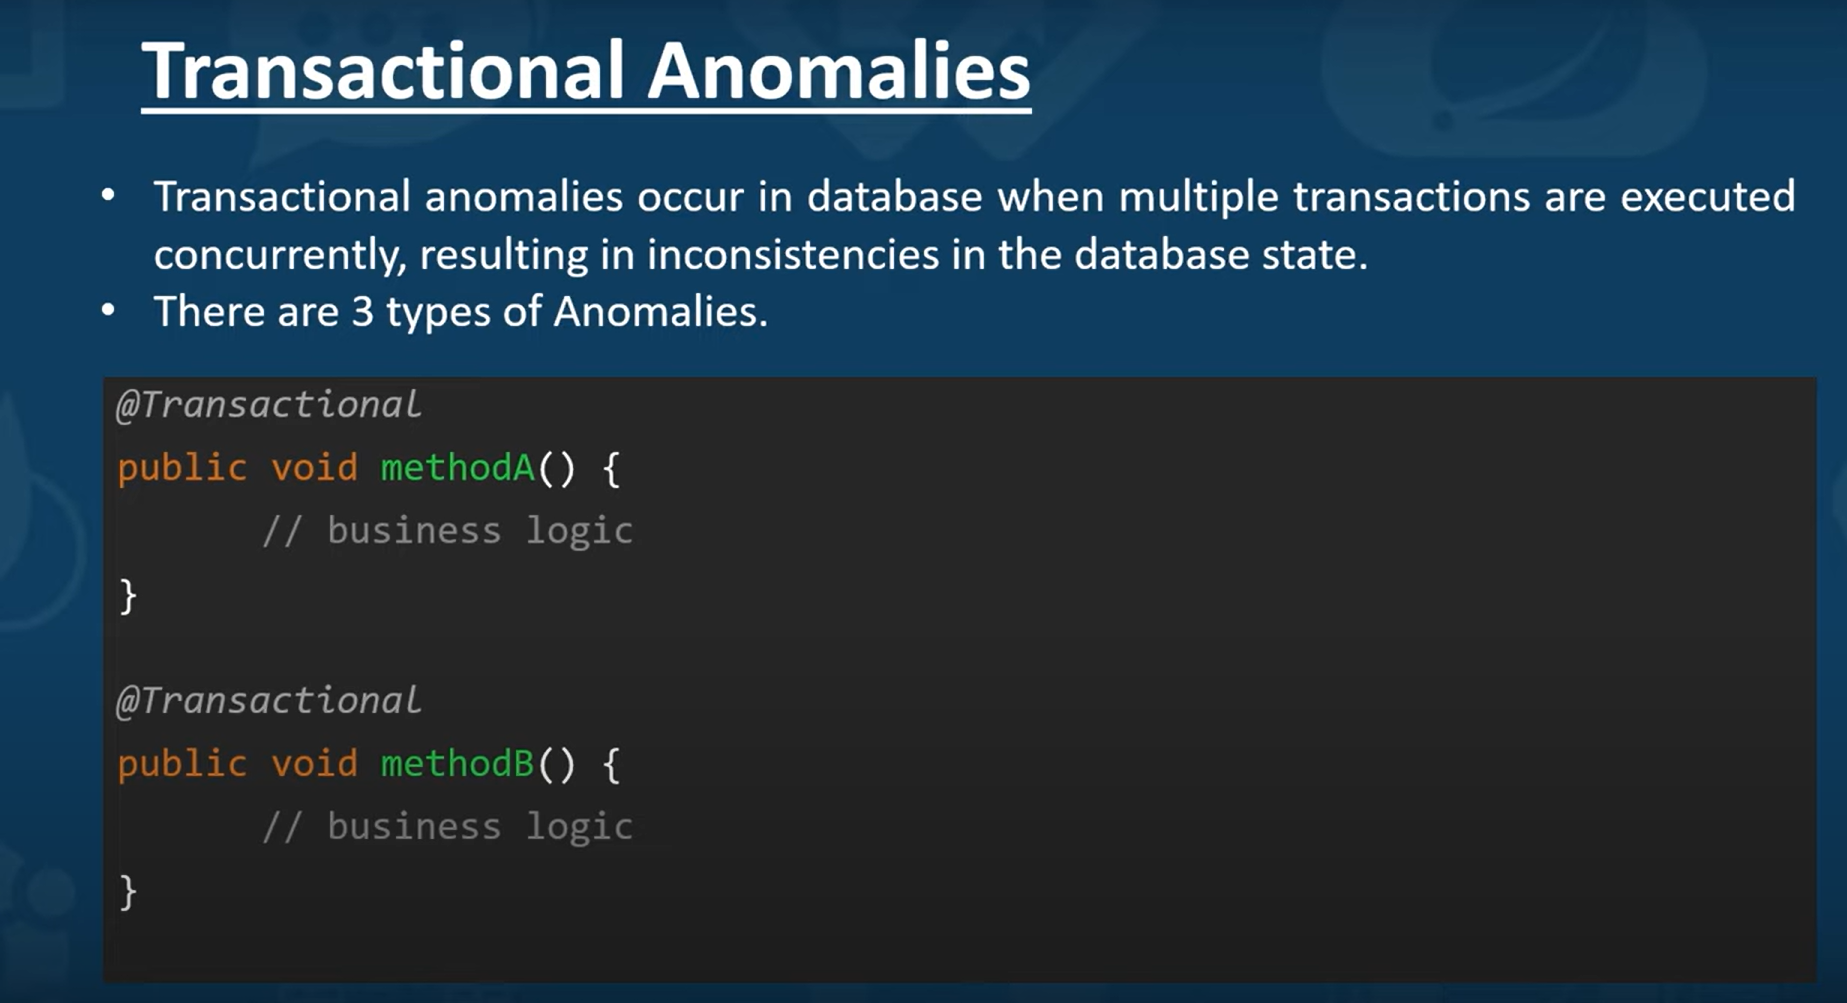 Transactional Anomalies
• Transactional anomalies occur in database when multiple transactions are executed
concurrently, resulting in inconsistencies in the database state.
• There are 3 types of Anomalies.
@Transactional
public void methodA() {
// business logic
}
@Transactional
public void methodB() {
// business logic
}